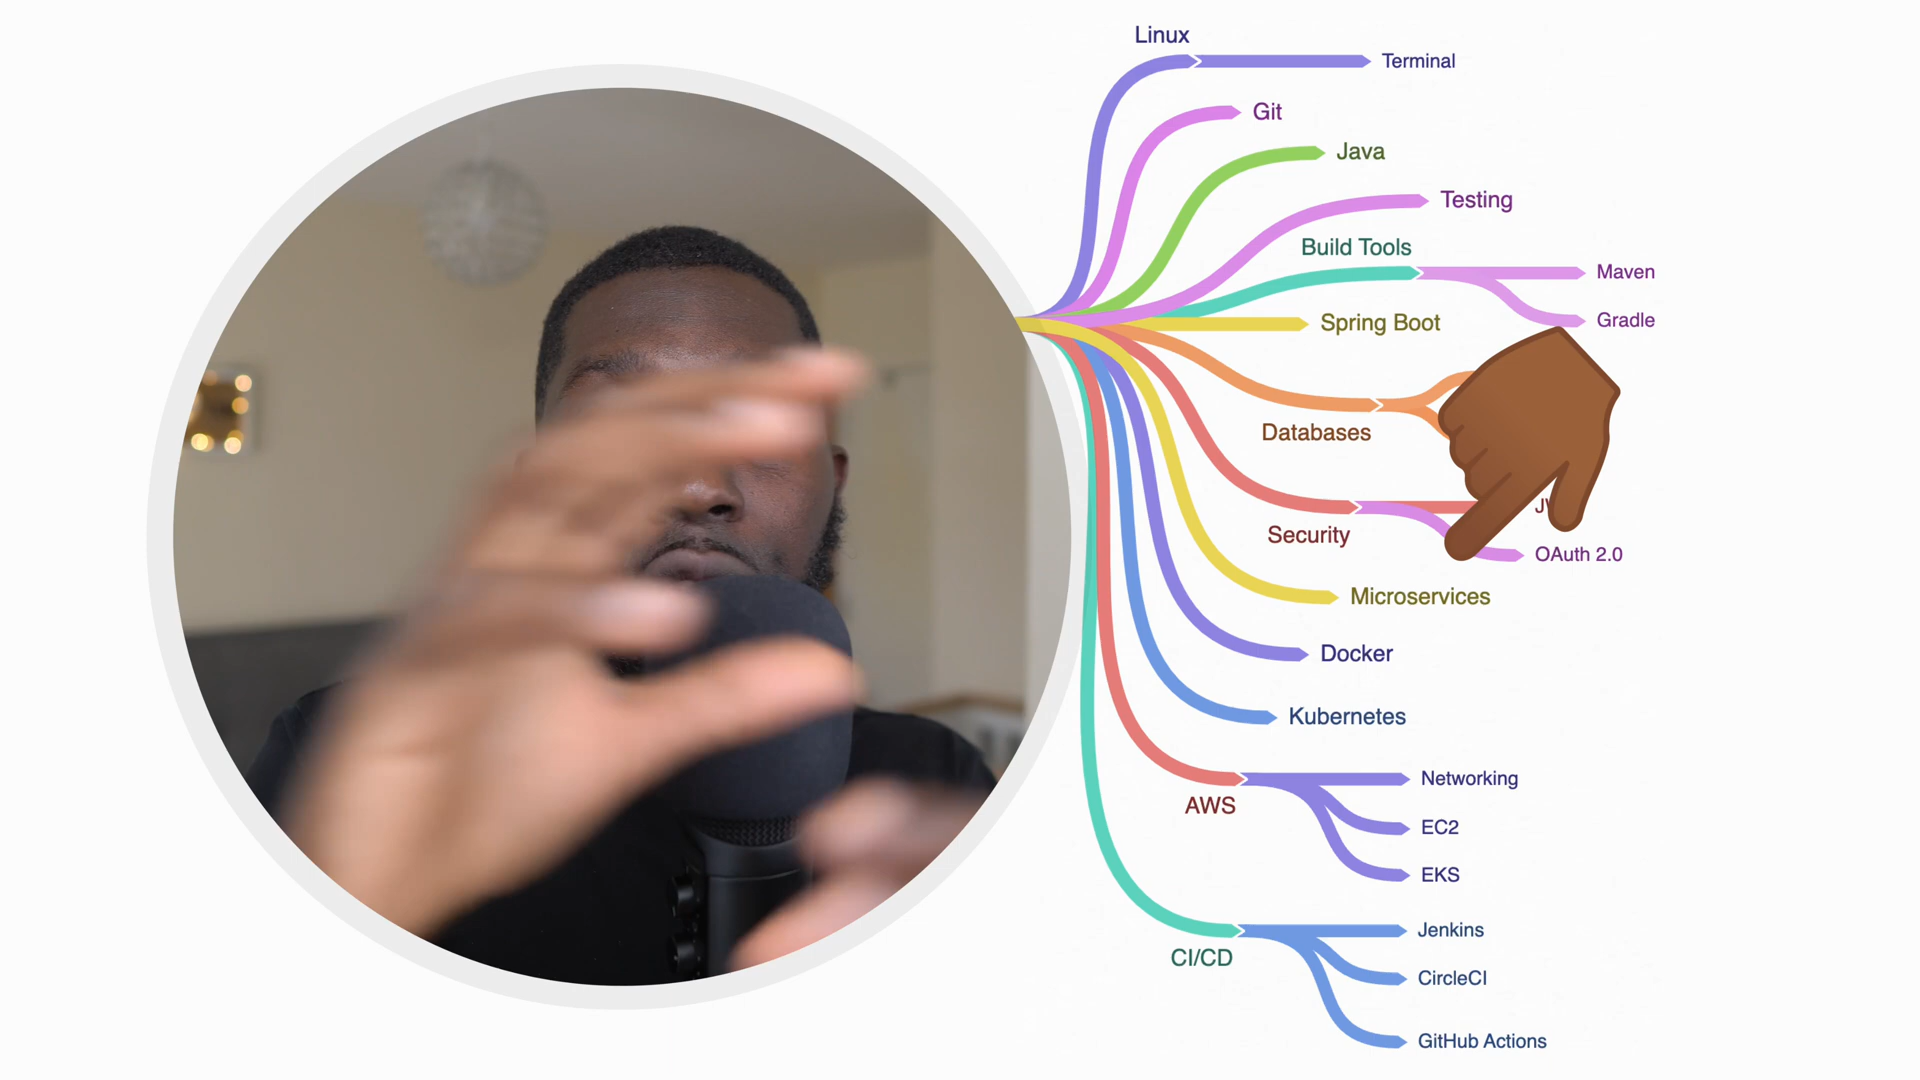 Linux
Terminal
Git
Java
Testing
Build Tools
Maven
Gradle
Spring Boot
Databases
Security
OAuth 2.0
Microservices
Docker
Kubernetes
AWS
Networking
EC2
EKS
CI/CD
Jenkins
CircleCI
GitHub Actions